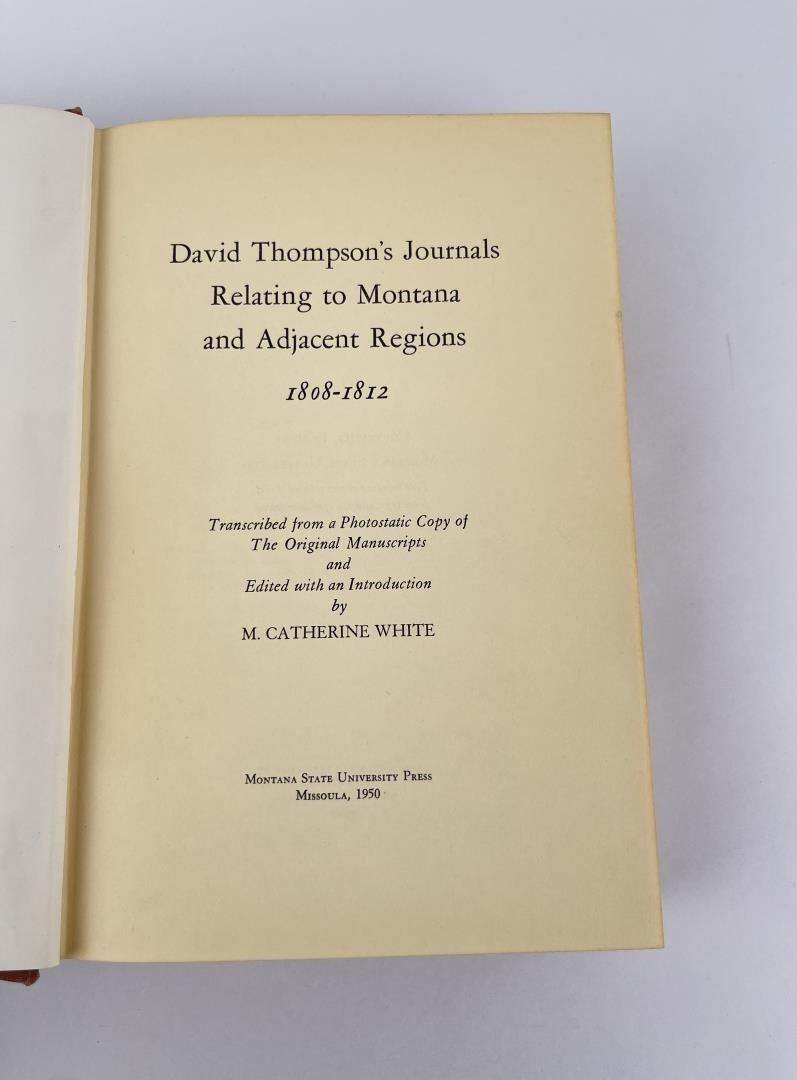 David Thompson's Journals
Relating to Montana
and Adjacent Regions
1808-1812
Transcribed from a Photostatic Copy of
The Original Manuscripts
and
Edited with an Introduction
by
M. CATHERINE WHITE
MONTANA STATE UNIVERSITY PRESS
MISSOULA, 1950